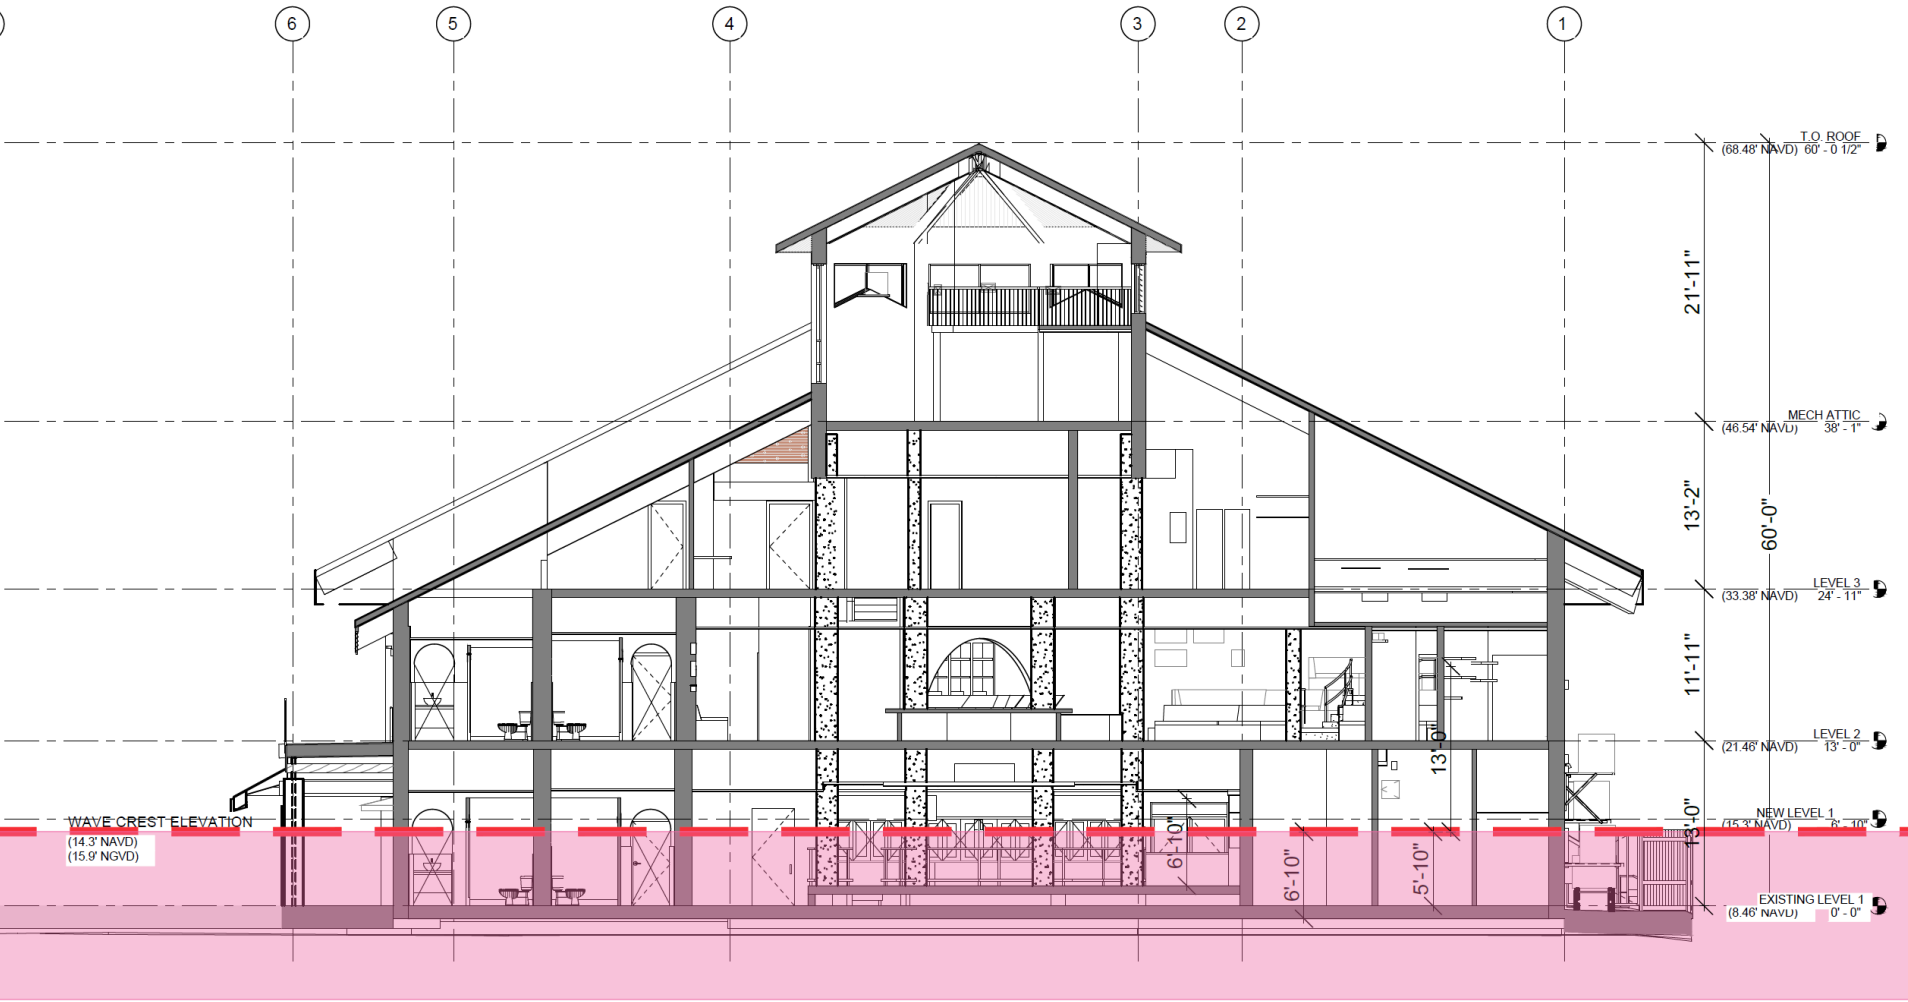 6
5
4
3
2
1
T.O. ROOF
(68.48' NAVD) 60' - 0 1/2"
21'-11"
MECH ATTIC
(46.54' NAVD) 38' - 1"
13'-2"
60'-0"
LEVEL 3
(33.38' NAVD) 24' - 11"
11'-11"
LEVEL 2
(21.46' NAVD) 13' - 0"
13'-0"
WAVE CREST ELEVATION
(14.3' NAVD)
(15.9' NGVD)
NEW LEVEL 1
(15.3' NAVD) 6' - 10"
13'-0"
6'-10"
6'-10"
5'-10"
EXISTING LEVEL 1
(8.46' NAVD) 0' - 0"